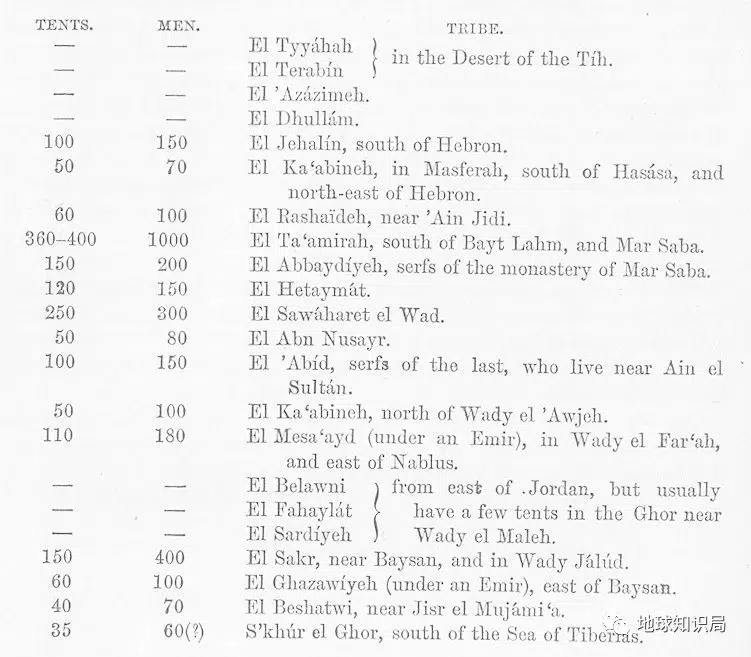 TENTS. MEN. TRIBE.
— — El Tyyáhah } in the Desert of the Tíh.
— — El Terabín
— — El 'Azázimeh.
— — El Dhullám.
100 150 El Jehalín, south of Hebron.
50 70 El Ka‘abineh, in Masferah, south of Hasása, and
north-east of Hebron.
60 100 El Rashaïdeh, near 'Ain Jidi.
360–400 1000 El Ta‘amirah, south of Bayt Lahm, and Mar Saba.
150 200 El Abbaydíyeh, serfs of the monastery of Mar Saba.
120 150 El Hetaymát.
250 300 El Sawáharet el Wad.
50 80 El Abn Nusayr.
100 150 El 'Abíd, serfs of the last, who live near Ain el
Sultán.
50 100 El Ka‘abineh, north of Wady el 'Awjeh.
110 180 El Mesa‘ayd (under an Emir), in Wady el Far‘ah,
and east of Nablus.
— — El Belawni } from east of Jordan, but usually
— — El Fahaylát have a few tents in the Ghor near
— — El Sardíyeh Wady el Maleh.
150 400 El Sakr, near Baysan, and in Wady Jálúd.
60 100 El Ghazawíyeh (under an Emir), east of Baysan.
40 70 El Beshatwi, near Jisr el Mujámi‘a.
35 60(?) S'khúr el Ghor, south of the Sea of Tiberias.
地球知识局